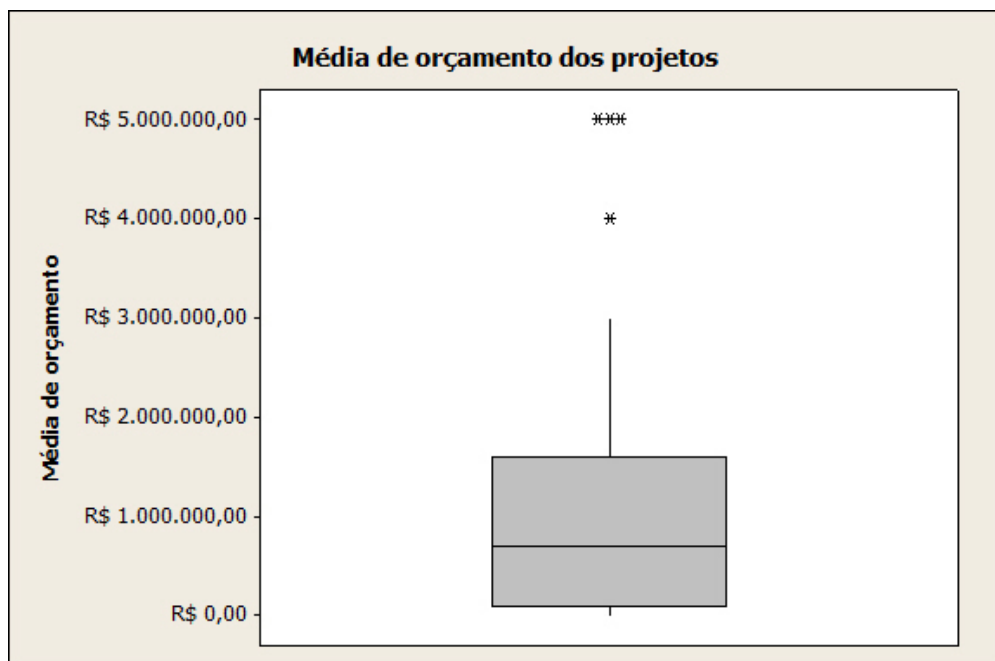 Média de orçamento dos projetos
Média de orçamento
R$ 5.000.000,00
R$ 4.000.000,00
R$ 3.000.000,00
R$ 2.000.000,00
R$ 1.000.000,00
R$ 0,00